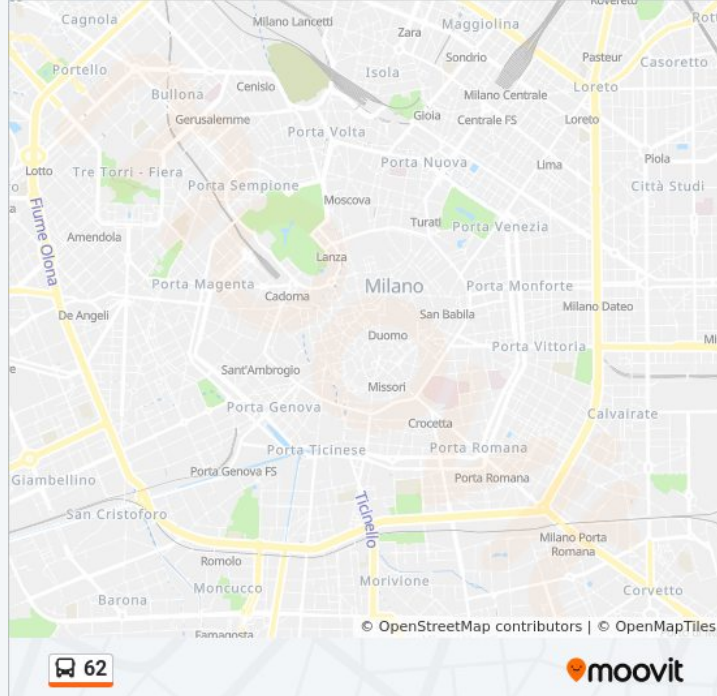 Cagnola
Milano Lancetti
Zara
Maggiolina
Rovereto
Portello
Isola
Sondrio
Pasteur
Casoretto
Bullona
Cenisio
Milano Centrale
Loreto
Gerusalemme
Gioia
Centrale FS
Loreto
Porta Volta
Lotto
Tre Torri - Fiera
Porta Nuova
Lima
Piola
Porta Sempione
Città Studi
Moscova
Fiume Olona
Amendola
Turati
Porta Venezia
Lanza
Porta Magenta
Cadorna
Milano
Porta Monforte
De Angeli
San Babila
Milano Dateo
Duomo
Porta Vittoria
Sant'Ambrogio
Missori
Porta Genova
Crocetta
Calvairate
Porta Ticinese
Porta Romana
Giambellino
Porta Genova FS
Porta Romana
San Cristoforo
Ticinello
Milano Porta
Romana
Romolo
Moncucco
Morivione
Corvetto
Barona
Famagosta
© OpenStreetMap contributors | © OpenMapTiles
62
moovit